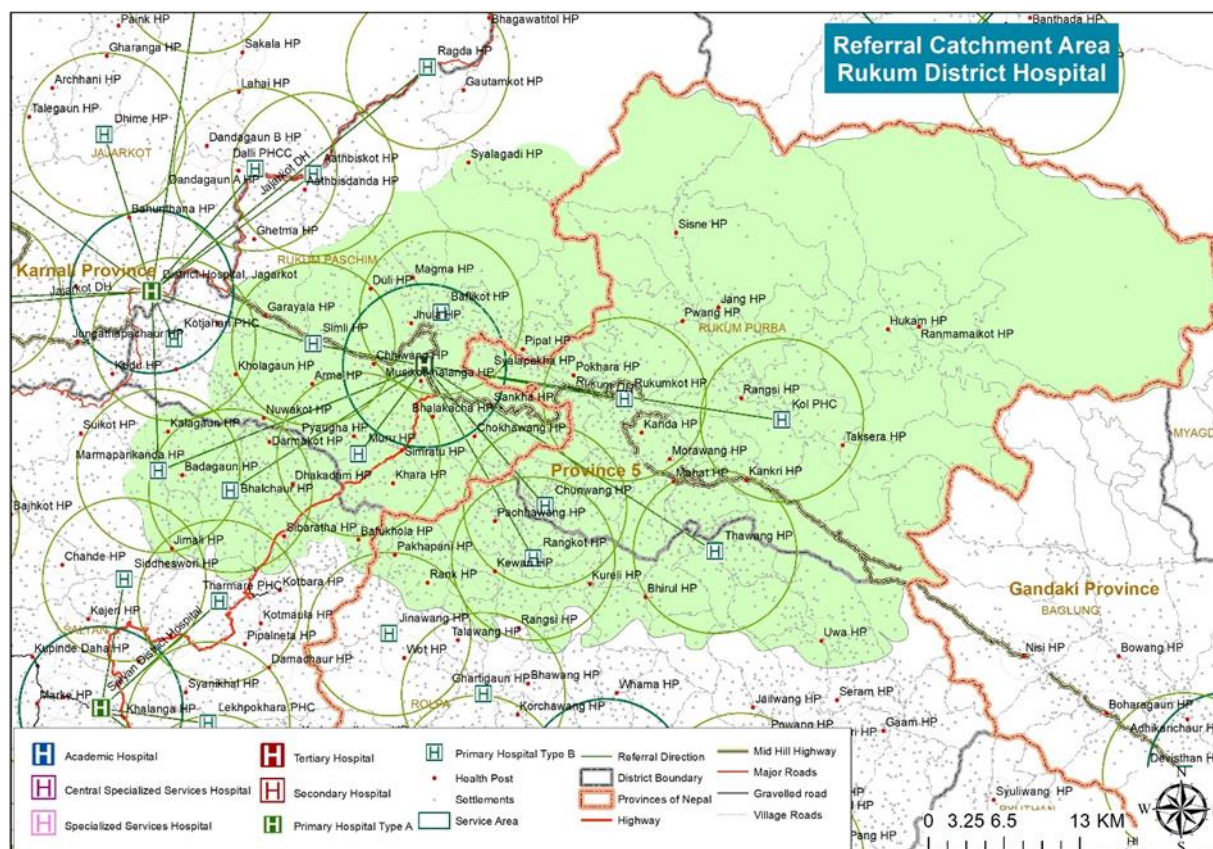 Referral Catchment Area
Rukum District Hospital
Paink HP
Bhagawatitol HP
Banthada HP
Gharanga HP
Sakala HP
Ragda HP
Archhani HP
Lahai HP
Gautamkot HP
Talegaun HP
Dhime HP
JAJARKOT
Dandagaun B HP
Dalli PHCC
Aathbiskot HP
Syalagadi HP
Dandagaun A HP
Jajarkot DH
Aathbisdanda HP
Bahunthana HP
Sisne HP
Ghetma HP
RUKUM PASCHIM
Karnali Province
District Hospital, Jagarkot
Duli HP
Magma HP
Jajarkot DH
Baflikot HP
Jang HP
Garayala HP
Jhula HP
Pwang HP
RUKUM PURBA
Hukam HP
Ranmamaikot HP
Kotjahari PHC
Jungathapachaur HP
Simli HP
Pipal HP
Chhiwang HP
Syalapakha HP
Pokhara HP
Kholagaun HP
Arma HP
Rukumkot HP
Rangsi HP
Kol PHC
Sankha HP
Nuwakot HP
Bhalakacha HP
Suikot HP
Kalagaun HP
Pyaugha HP
Chokhawang HP
Kanda HP
Taksera HP
MYAGD
Darmakot HP
Muru HP
Marmaparikanda HP
Simrutu HP
Morawang HP
Badagaun HP
Province 5
Mahat HP
Kankri HP
Dhakadam HP
Khara HP
Bhalchaur HP
Chunwang HP
Bajhkot HP
Pachhawang HP
Sibaratha HP
Bafukhola HP
Jimali HP
Rangkot HP
Thawang HP
Chande HP
Pakhapani HP
Siddheswori HP
Kewari HP
Tharmare PHC
Kotbara HP
Rank HP
Kureli HP
Gandaki Province
Bhirul HP
BAGLUNG
Kajeri HP
Kotmaula HP
Jinawang HP
Rangsi HP
SALYAN
Pipalneta HP
Talawang HP
Uwa HP
Salyan District Hospital
Kupinde Daha HP
Wot HP
Nisi HP
Bowang HP
Damachaur HP
Syanikhal HP
Ghartigaun HP
Bhawang HP
Marke HP
Whama HP
Seram HP
Jailwang HP
Khalanga HP
Lekhpokhara PHC
ROLPA
Korchawang HP
Boharagaun HP
Gaam HP
Adhikarichaur HP
Devisthan H
Syuliwang HP
Academic Hospital
Central Specialized Services Hospital
Specialized Services Hospital
Tertiary Hospital
Secondary Hospital
Primary Hospital Type A
Primary Hospital Type B
Health Post
Settlements
Service Area
Referral Direction
District Boundary
Provinces of Nepal
Highway
Mid Hill Highway
Major Roads
Gravelled road
Village Roads
0 3.25 6.5 13 KM
N
W
S